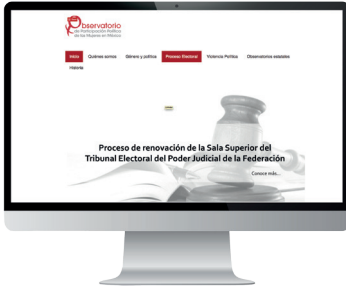 Observatorio
de Participación Política
de las Mujeres en México
Inicio Quiénes somos Género y política Proceso Electoral Violencia Política Observatorios estatales
Historia
Proceso de renovación de la Sala Superior del
Tribunal Electoral del Poder Judicial de la Federación
Conoce más...